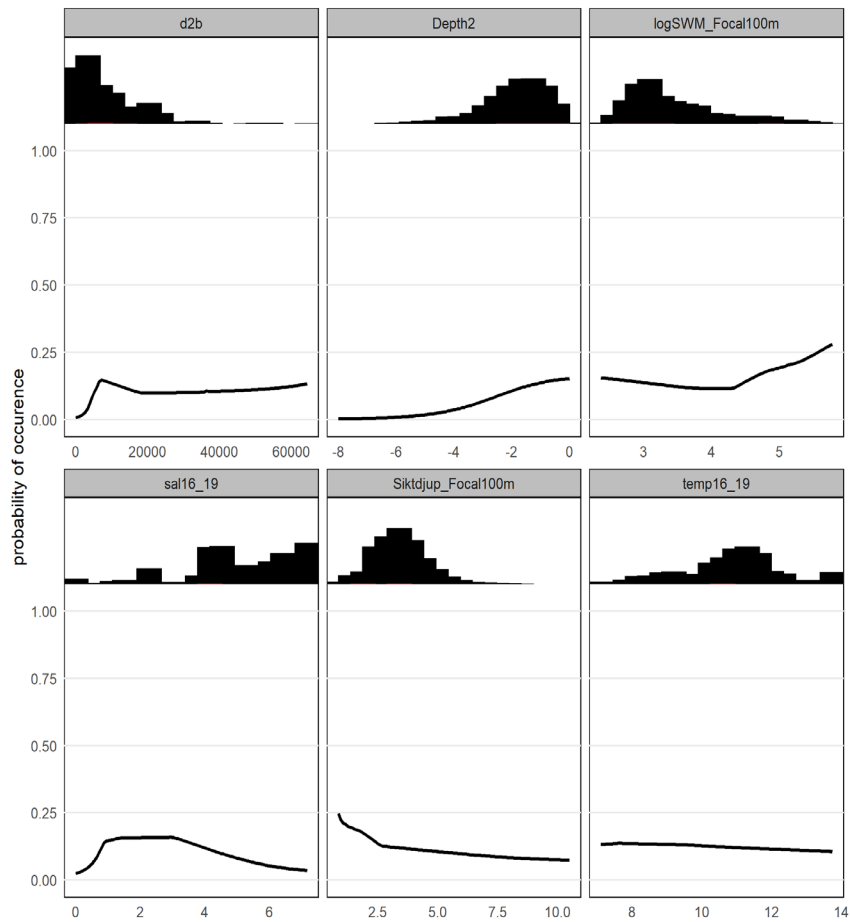 d2b Depth2 logSWM_Focal100m
1.00
0.75
0.50
0.25
0.00
0 20000 40000 60000 -8 -6 -4 -2 0 3 4 5
probability of occurence
sal16_19 Siktdjup_Focal100m temp16_19
1.00
0.75
0.50
0.25
0.00
0 2 4 6 2.5 5.0 7.5 10.0 8 10 12 14